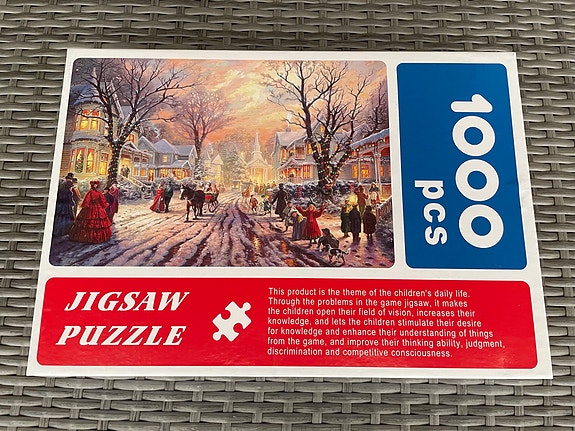 1000
pcs
JIGSAW
PUZZLE
This product is the theme of the children's daily life.
Through the problems in the game jigsaw, it makes
the children open their field of vision, increases their
knowledge, and lets the children stimulate their desire
for knowledge and enhance their understanding of things
from the game, and improve their thinking ability, judgment,
discrimination and competitive consciousness.